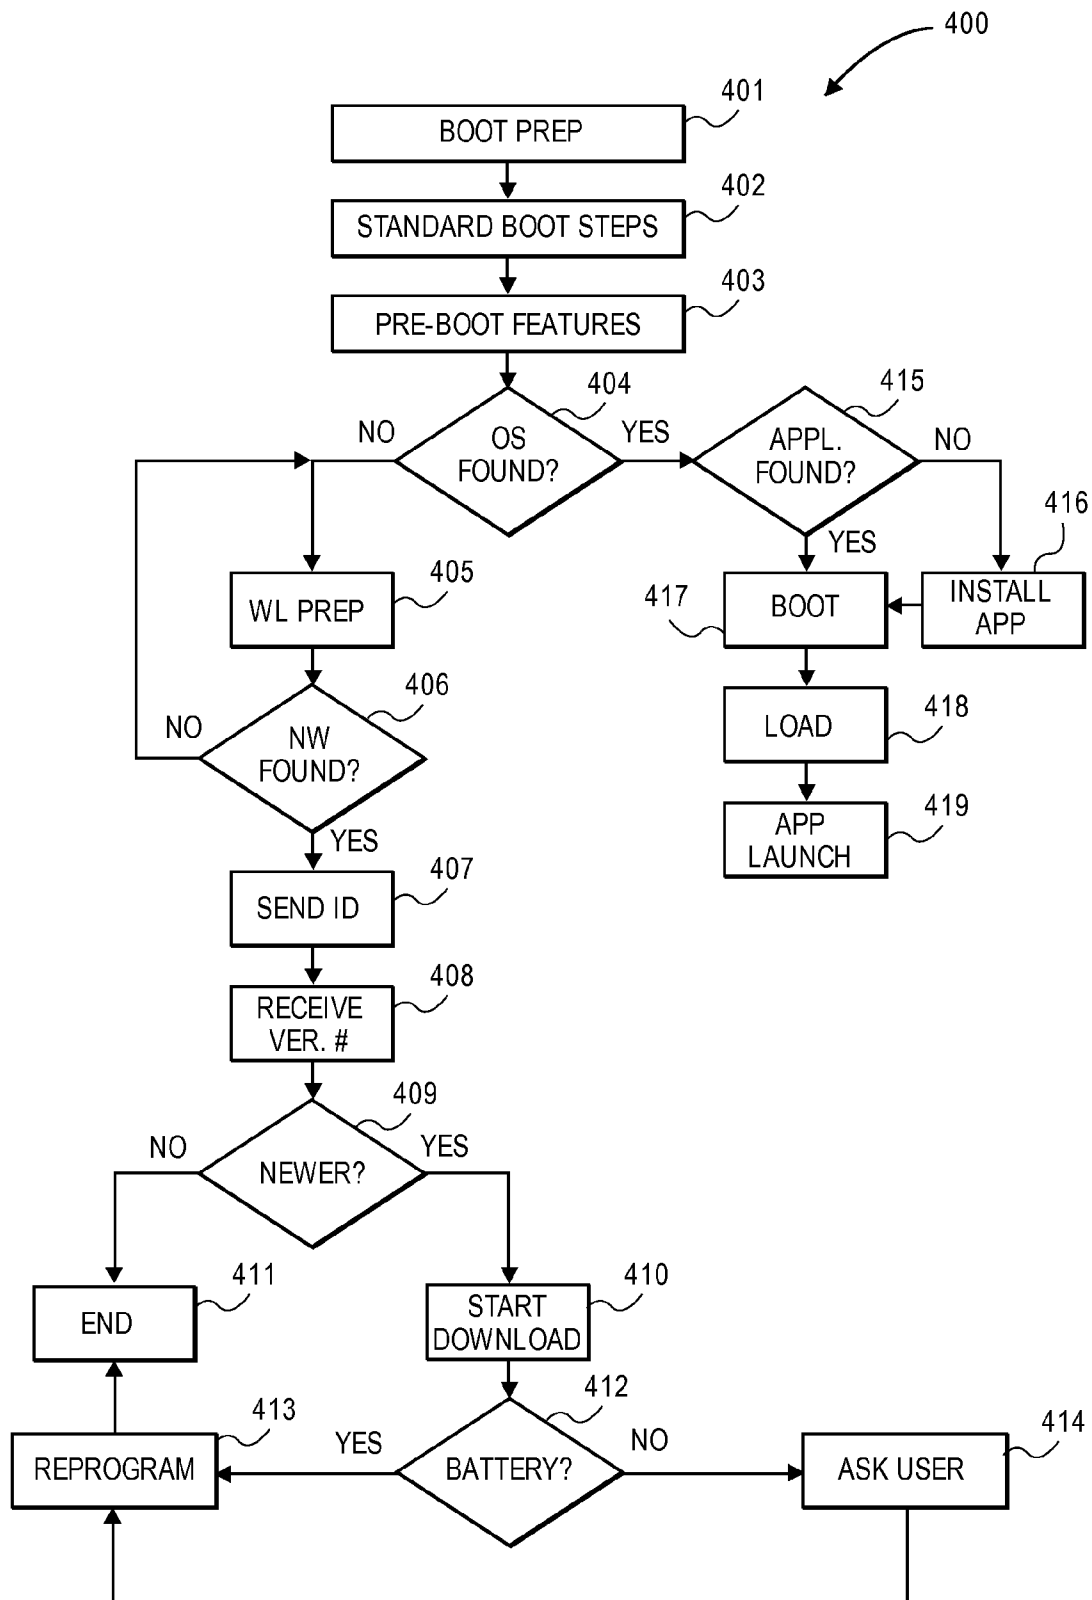 400
401
BOOT PREP
402
STANDARD BOOT STEPS
403
PRE-BOOT FEATURES
404
415
NO
OS
FOUND?
YES
APPL.
FOUND?
NO
416
YES
405
WL PREP
417
BOOT
INSTALL
APP
406
NO
NW
FOUND?
418
LOAD
YES
419
APP
LAUNCH
407
SEND ID
408
RECEIVE
VER. #
409
NO
YES
NEWER?
411
END
410
START
DOWNLOAD
412
413
YES
NO
414
REPROGRAM
BATTERY?
ASK USER